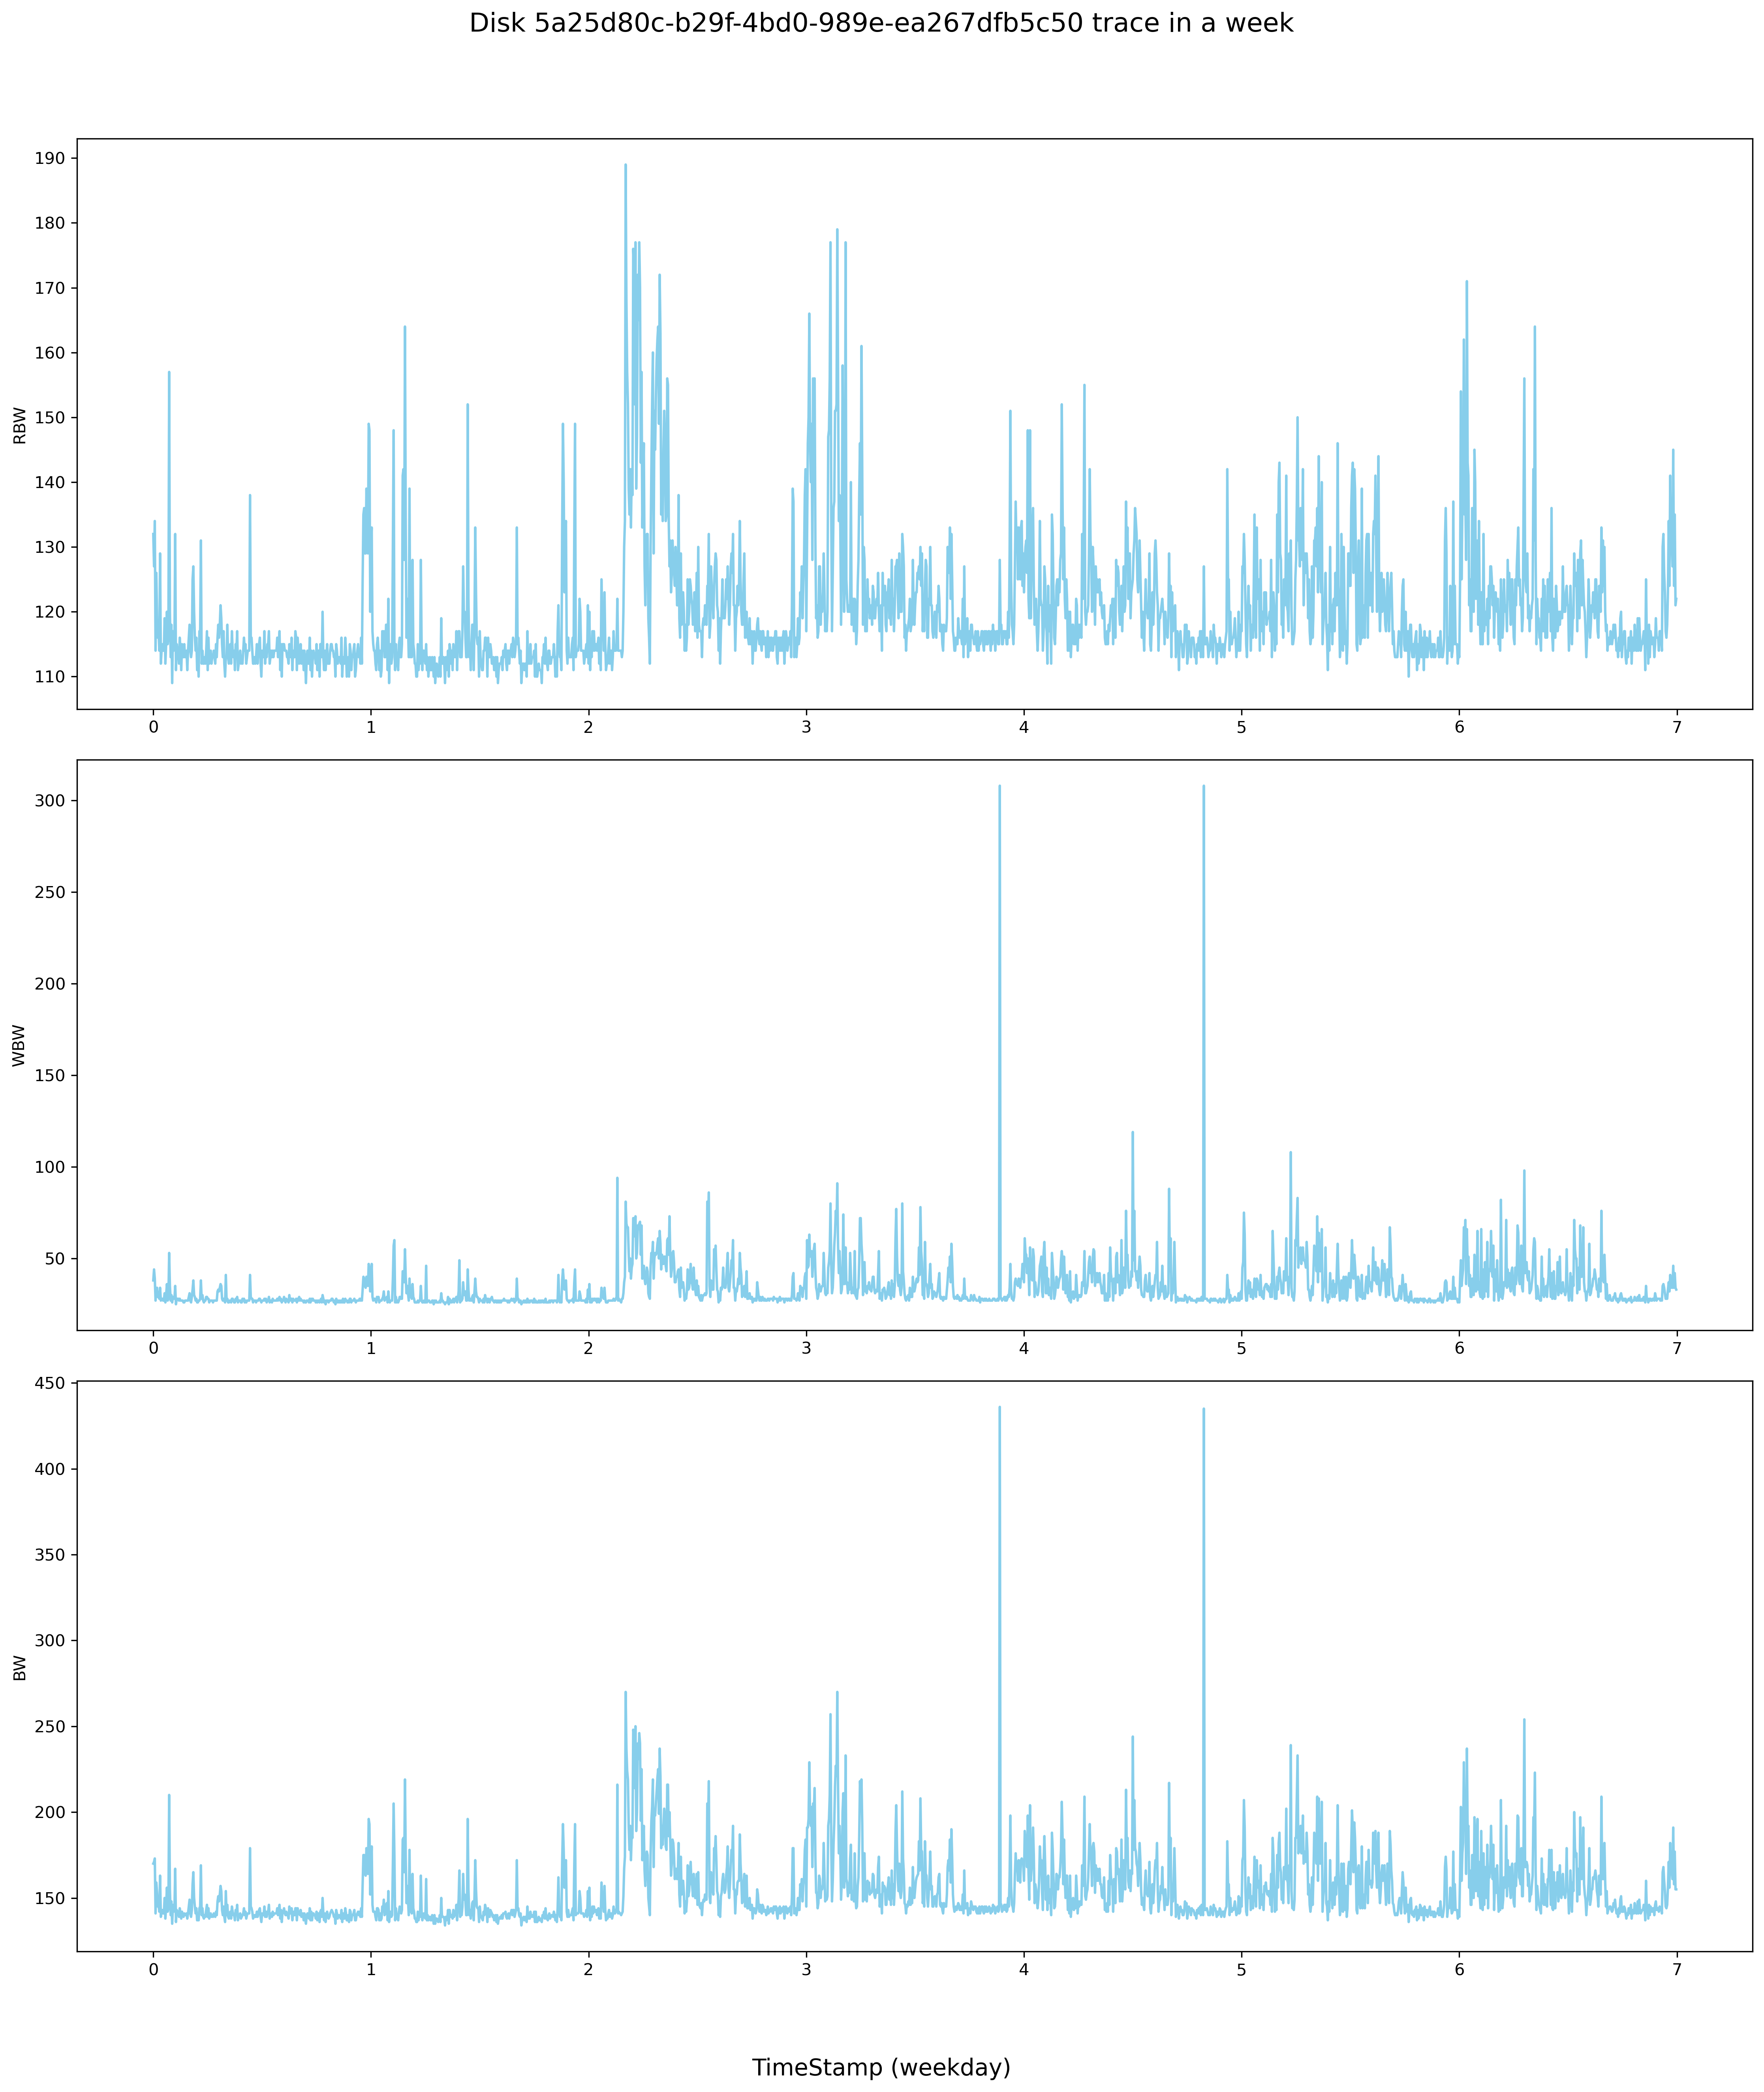 Disk 5a25d80c-b29f-4bd0-989e-ea267dfb5c50 trace in a week
190
180
170
160
150
140
130
120
110
RBW
0 1 2 3 4 5 6 7
300
250
200
150
100
50
WBW
0 1 2 3 4 5 6 7
450
400
350
300
250
200
150
BW
0 1 2 3 4 5 6 7
TimeStamp (weekday)